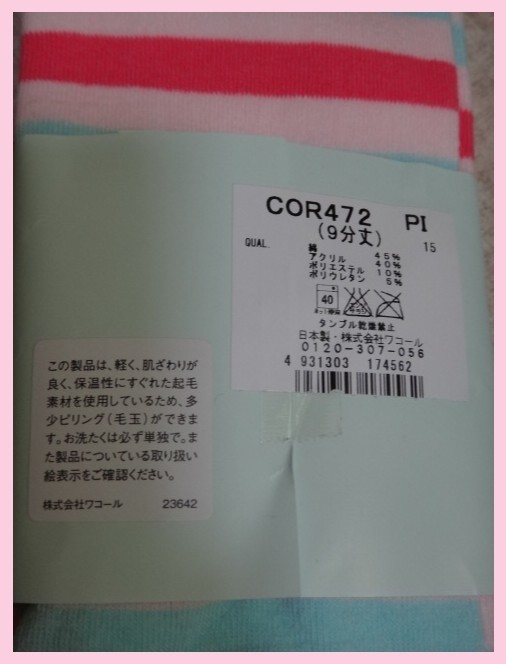 COR472 PI
(9分丈)
QUAL. 15
綿 45%
アクリル 40%
ポリエステル 10%
ポリウレタン 5%
40
タンブル乾燥禁止
日本製・株式会社ワコール
0120-307-056
4 931303 174562
この製品は、軽く、肌ざわりが
良く、保温性にすぐれた起毛
素材を使用しているため、多
少ピリング(毛玉)ができま
す。お洗たくは必ず単独で。ま
た製品についている取り扱い
絵表示をご確認ください。
株式会社ワコール 23642